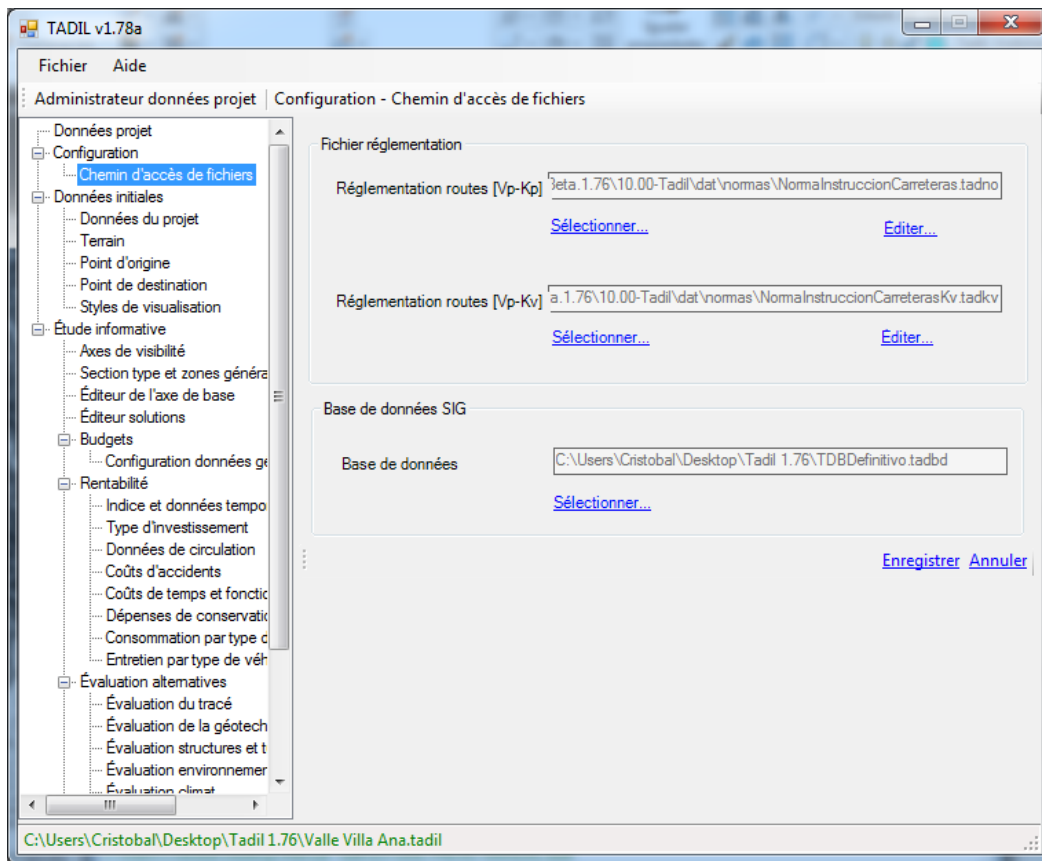 TADIL v1.78a
Fichier Aide
Administrateur données projet Configuration - Chemin d'accès de fichiers
Données projet
Configuration
Chemin d'accès de fichiers
Données initiales
Données du projet
Terrain
Point d'origine
Point de destination
Styles de visualisation
Étude informative
Axes de visibilité
Section type et zones généra
Éditeur de l'axe de base
Éditeur solutions
Budgets
Configuration données ge
Rentabilité
Indice et données tempo
Type d'investissement
Données de circulation
Coûts d'accidents
Coûts de temps et fonctic
Dépenses de conservatic
Consommation par type d
Entretien par type de véh
Évaluation alternatives
Évaluation du tracé
Évaluation de la géotech
Évaluation structures et t
Évaluation environnemer
Évaluation climat
Fichier réglementation
Réglementation routes [Vp-Kp] Beta.1.76\10.00-Tadil\dat\normas\NormaInstruccionCarreteras.tadno
Sélectionner... Éditer...
Réglementation routes [Vp-Kv] a.1.76\10.00-Tadil\dat\normas\NormaInstruccionCarreterasKv.tadkv
Sélectionner... Éditer...
Base de données SIG
Base de données C:\Users\Cristobal\Desktop\Tadil 1.76\TDBDefinitivo.tadbd
Sélectionner...
Enregistrer Annuler
C:\Users\Cristobal\Desktop\Tadil 1.76\Valle Villa Ana.tadil